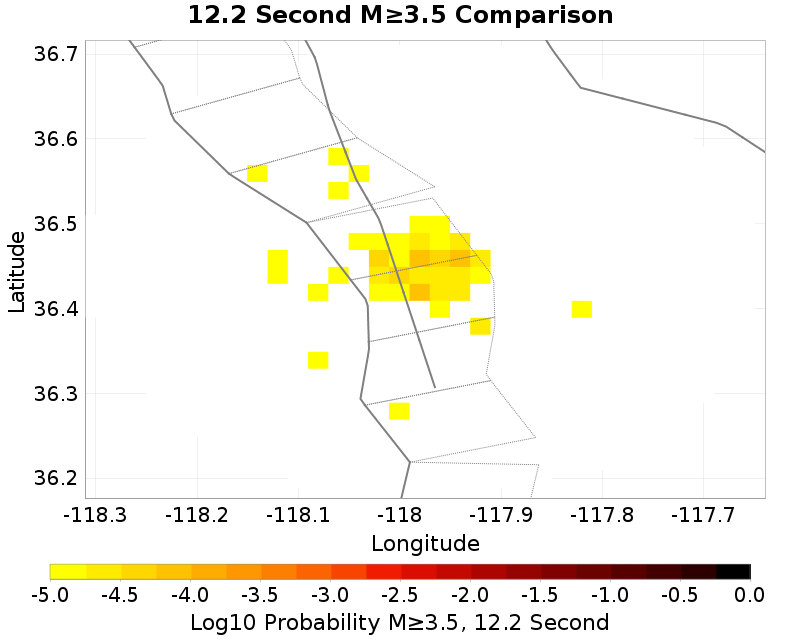 12.2 Second M≥3.5 Comparison
36.7
36.6
36.5
36.4
36.3
36.2
Latitude
-118.3 -118.2 -118.1 -118 -117.9 -117.8 -117.7
Longitude
-5.0 -4.5 -4.0 -3.5 -3.0 -2.5 -2.0 -1.5 -1.0 -0.5 0.0
Log10 Probability M≥3.5, 12.2 Second